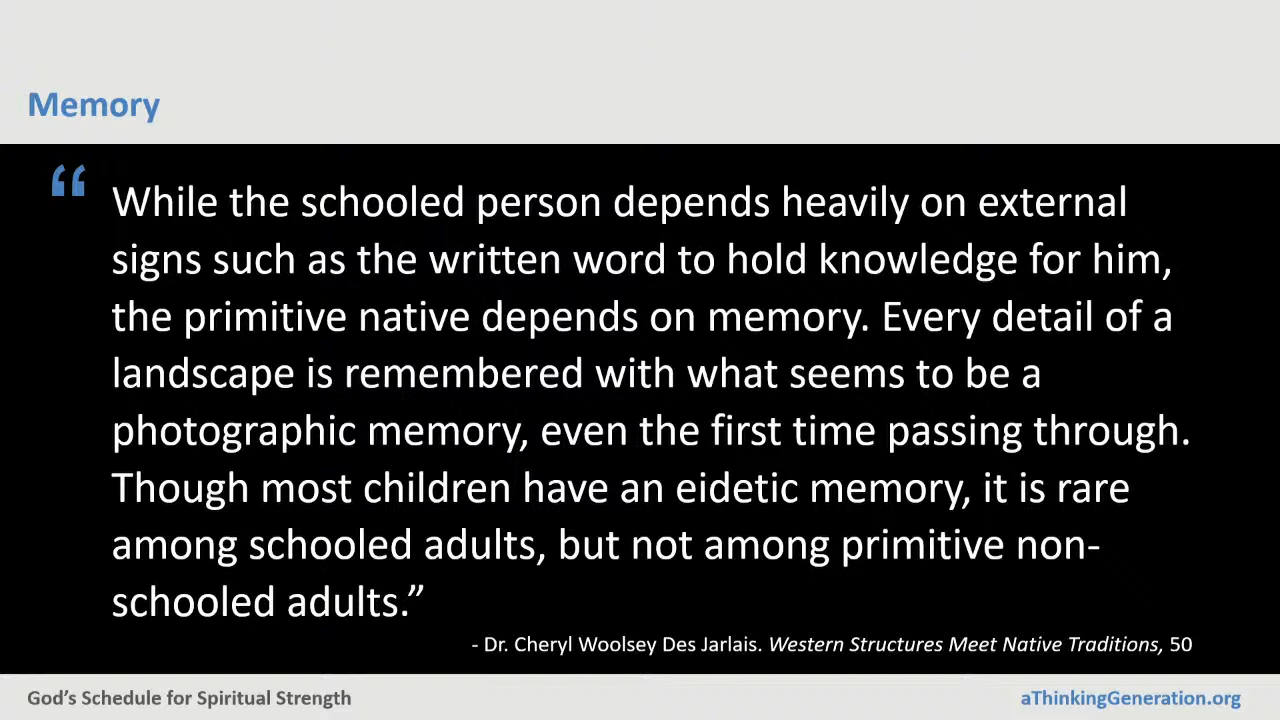 Memory
“ While the schooled person depends heavily on external
signs such as the written word to hold knowledge for him,
the primitive native depends on memory. Every detail of a
landscape is remembered with what seems to be a
photographic memory, even the first time passing through.
Though most children have an eidetic memory, it is rare
among schooled adults, but not among primitive non-
schooled adults.”
- Dr. Cheryl Woolsey Des Jarlais. Western Structures Meet Native Traditions, 50
God’s Schedule for Spiritual Strength
aThinkingGeneration.org